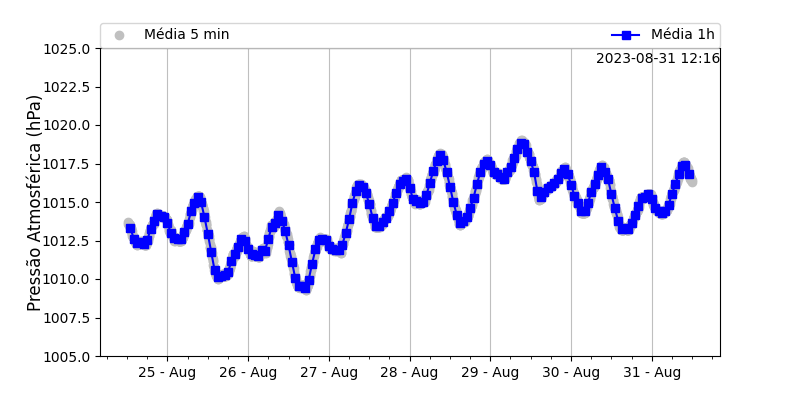 Média 5 min
Média 1h
2023-08-31 12:16
Pressão Atmosférica (hPa)
1025.0
1022.5
1020.0
1017.5
1015.0
1012.5
1010.0
1007.5
1005.0
25 - Aug
26 - Aug
27 - Aug
28 - Aug
29 - Aug
30 - Aug
31 - Aug